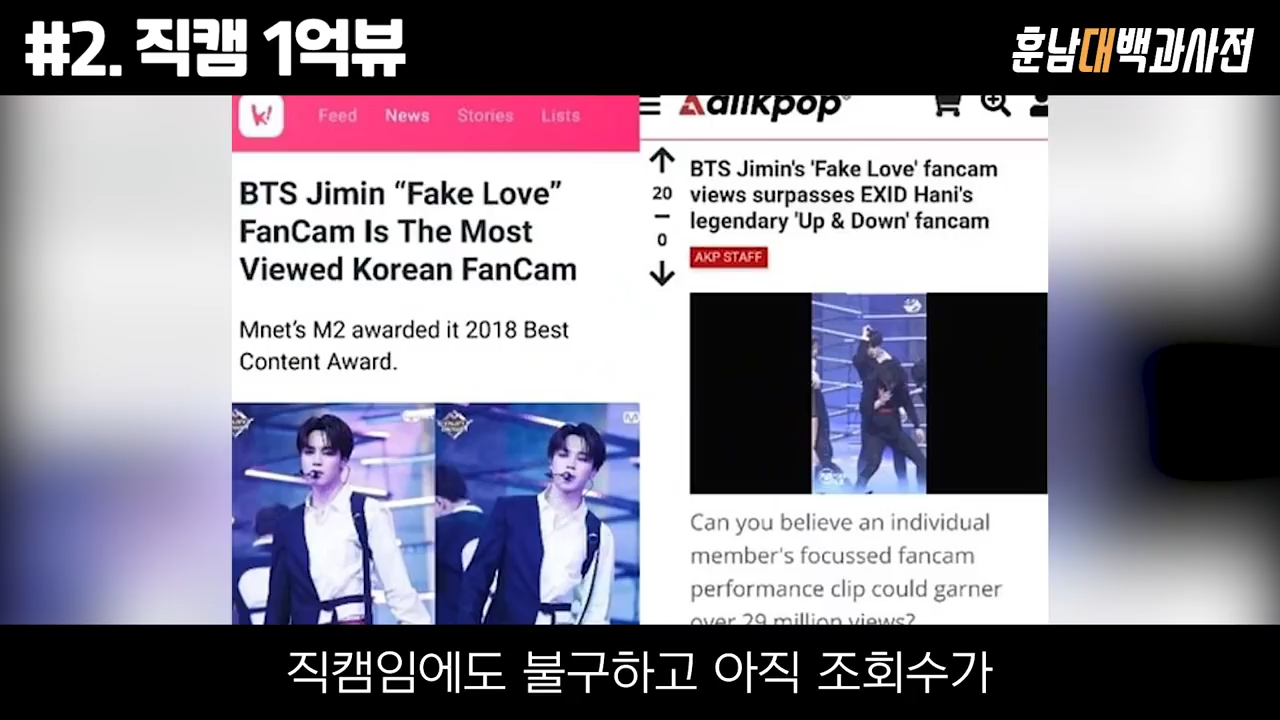 #2. 직캠 1억뷰
훈남대백과사전
k!
Feed News Stories Lists
BTS Jimin “Fake Love”
FanCam Is The Most
Viewed Korean FanCam
Mnet’s M2 awarded it 2018 Best
Content Award.
allkpop
20
0
BTS Jimin's 'Fake Love' fancam
views surpasses EXID Hani's
legendary 'Up & Down' fancam
AKP STAFF
Can you believe an individual
member's focussed fancam
performance clip could garner
over 29 million views?
직캠임에도 불구하고 아직 조회수가